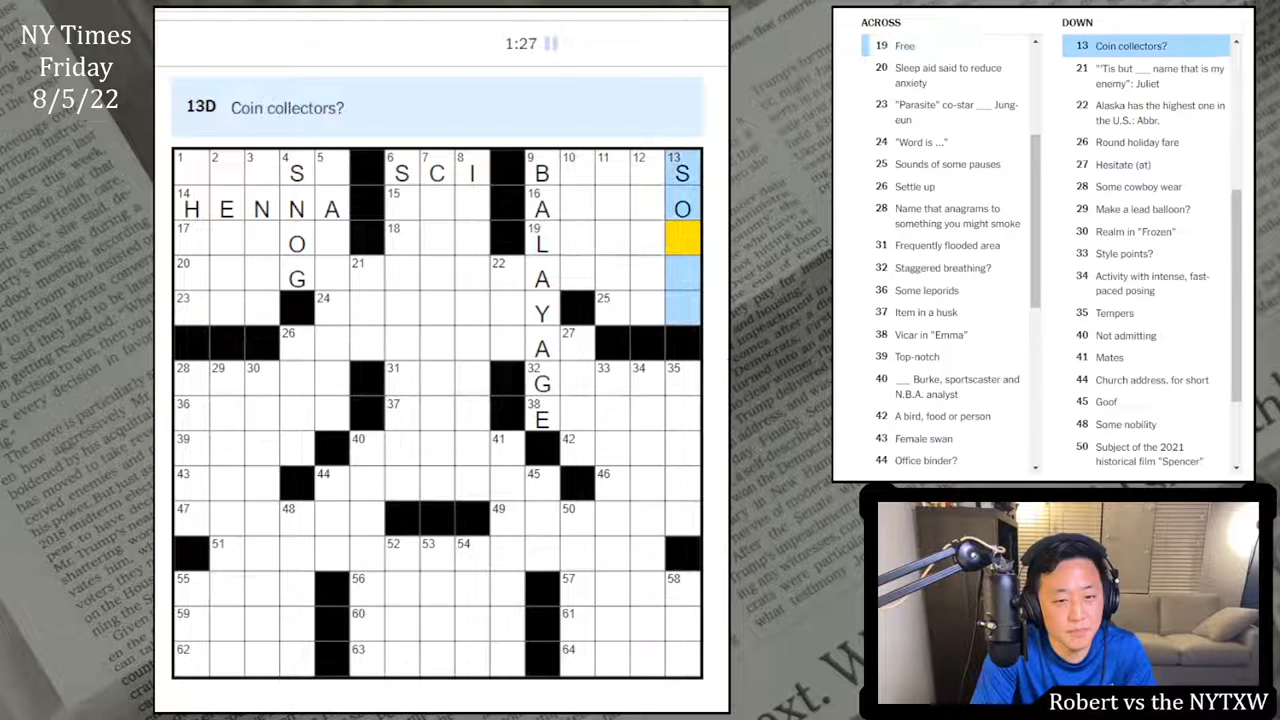 NY Times
Friday
8/5/22
1:27
13D Coin collectors?
1 2 3 4 S 5 6 S 7 C 8 I 9 B 10 11 12 13 S
14 H E N N A 15 16 A O
17 O 18 19 L
20 G 21 22 A
23 24 Y 25
26 A 27
28 29 30 31 32 G 33 34 35
36 37 38 E
39 40 41 42
43 44 45 46
47 48 49 50
51 52 53 54
55 56 57 58
59 60 61
62 63 64
ACROSS
19 Free
20 Sleep aid said to reduce
anxiety
23 "Parasite" co-star ___ Jung-
eun
24 "Word is ..."
25 Sounds of some pauses
26 Settle up
28 Name that anagrams to
something you might smoke
31 Frequently flooded area
32 Staggered breathing?
36 Some leporids
37 Item in a husk
38 Vicar in "Emma"
39 Top-notch
40 ___ Burke, sportscaster and
N.B.A. analyst
42 A bird, food or person
43 Female swan
44 Office binder?
DOWN
13 Coin collectors?
21 "'Tis but ___ name that is my
enemy": Juliet
22 Alaska has the highest one in
the U.S.: Abbr.
26 Round holiday fare
27 Hesitate (at)
28 Some cowboy wear
29 Make a lead balloon?
30 Realm in "Frozen"
33 Style points?
34 Activity with intense, fast-
paced posing
35 Tempers
40 Not admitting
41 Mates
44 Church address. for short
45 Goof
48 Some nobility
50 Subject of the 2021
historical film "Spencer"
Robert vs the NYTXW